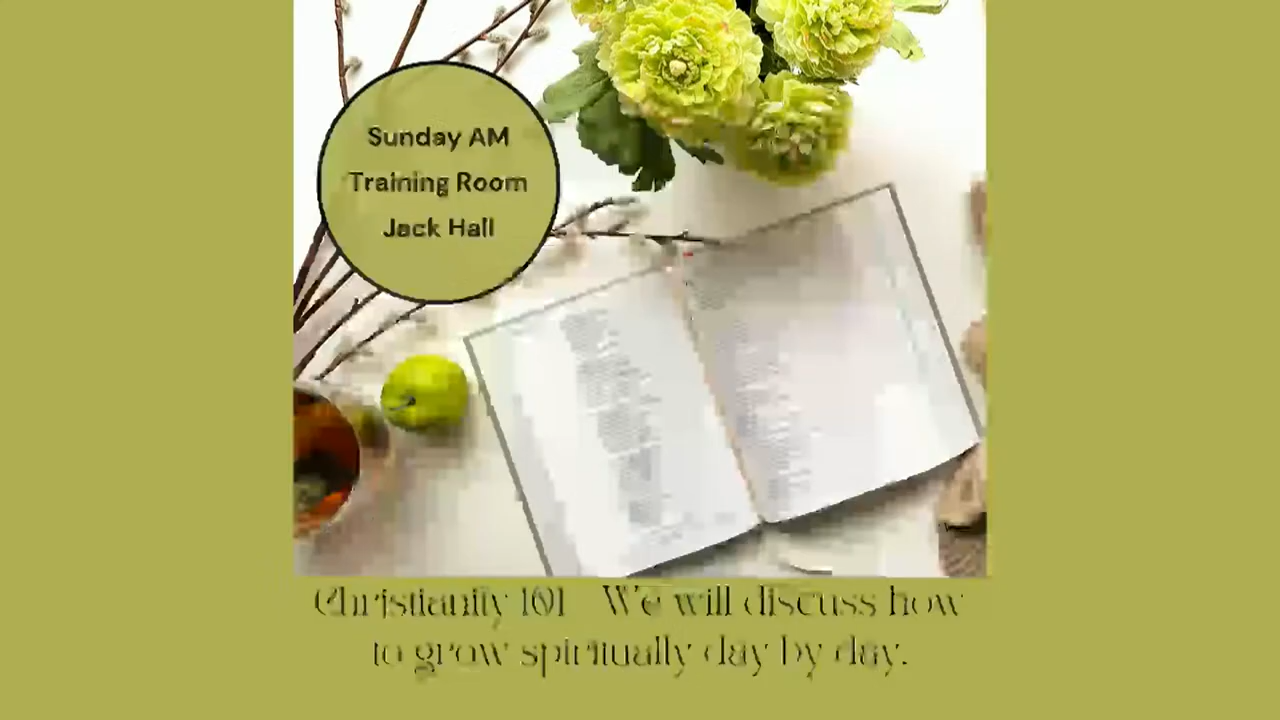 Sunday AM
Training Room
Jack Hall
Christianity 101 We will discuss how
to grow spiritually day by day.